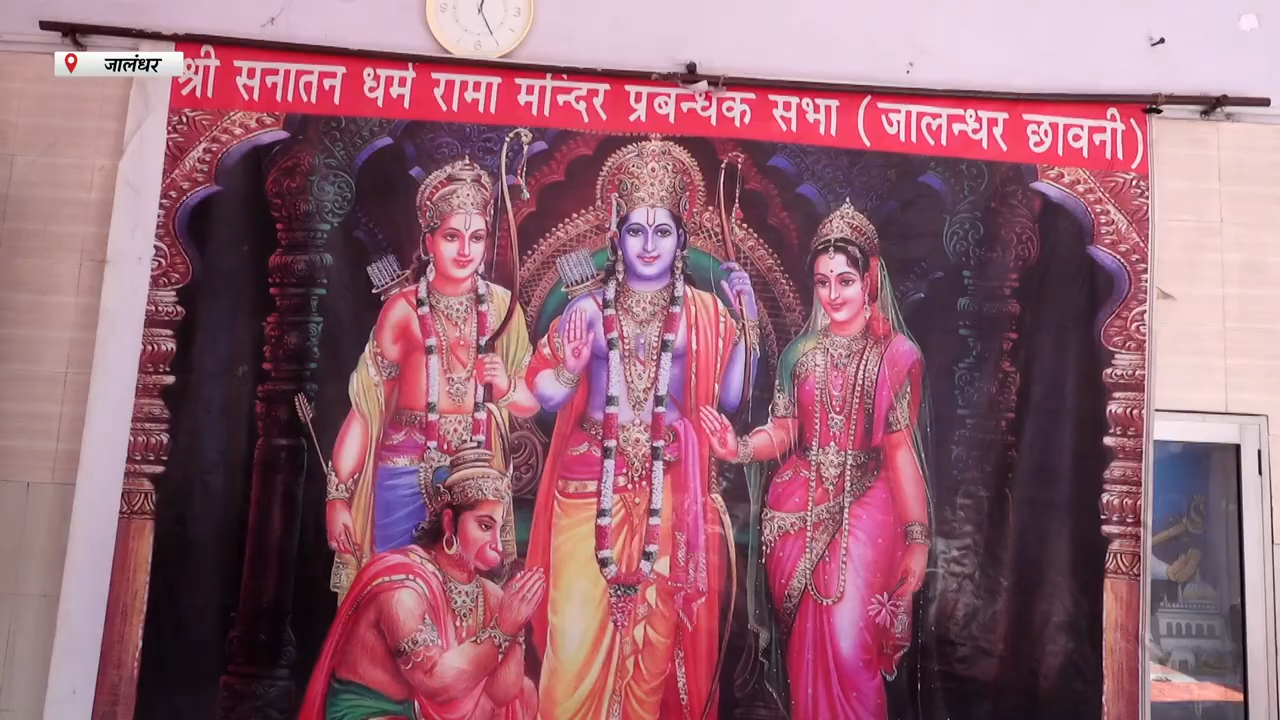 जालंधर
श्री सनातन धर्म रामा मन्दिर प्रबन्धक सभा (जालन्धर छावनी)